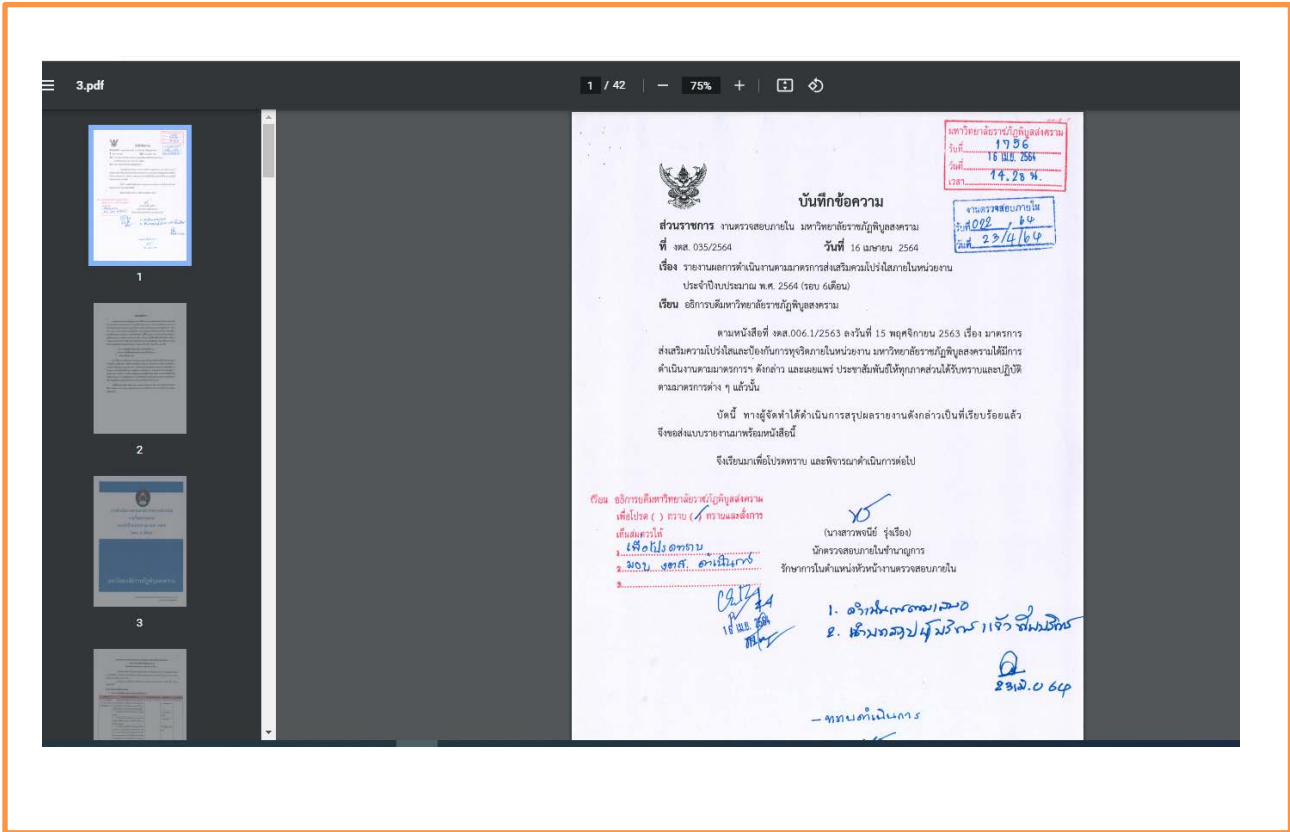 3.pdf
1 / 42
75%
มหาวิทยาลัยราชภัฏพิบูลสงคราม
รับที่ 1756
วันที่ 16 เม.ย. 2564
เวลา 14.28 น.
งานตรวจสอบภายใน
รับที่ 022 / 64
วันที่ 23/4/64
บันทึกข้อความ
ส่วนราชการ งานตรวจสอบภายใน มหาวิทยาลัยราชภัฏพิบูลสงคราม
ที่ งตส. 035/2564 วันที่ 16 เมษายน 2564
เรื่อง รายงานผลการดำเนินงานตามมาตรการส่งเสริมควมโปร่งใสภายในหน่วยงาน
ประจำปีงบประมาณ พ.ศ. 2564 (รอบ 6เดือน)
เรียน อธิการบดีมหาวิทยาลัยราชภัฏพิบูลสงคราม
ตามหนังสือที่ งตส.006.1/2563 ลงวันที่ 15 พฤศจิกายน 2563 เรื่อง มาตรการ
ส่งเสริมความโปร่งใสและป้องกันการทุจริตภายในหน่วยงาน มหาวิทยาลัยราชภัฏพิบูลสงครามได้มีการ
ดำเนินงานตามมาตรการฯ ดังกล่าว และเผยแพร่ ประชาสัมพันธ์ให้ทุกภาคส่วนได้รับทราบและปฏิบัติ
ตามมาตรการต่าง ๆ แล้วนั้น
บัดนี้ ทางผู้จัดทำได้ดำเนินการสรุปผลรายงานดังกล่าวเป็นที่เรียบร้อยแล้ว
จึงขอส่งแบบรายงานมาพร้อมหนังสือนี้
จึงเรียนมาเพื่อโปรดทราบ และพิจารณาดำเนินการต่อไป
เรียน อธิการบดีมหาวิทยาลัยราชภัฏพิบูลสงคราม
เพื่อโปรด ( ) ทราบ (/) ทราบและสั่งการ
เห็นสมควรให้
1. เพื่อโปรดทราบ
2. มอบ งตส. ดำเนินการ
3.
16 เม.ย. 2564
(นางสาวพจนีย์ รุ่งเรือง)
นักตรวจสอบภายในชำนาญการ
รักษาการในตำแหน่งหัวหน้างานตรวจสอบภายใน
1. ดำเนินการตามเสนอ
2.
23 เม.ย 64
- ทราบดำเนินการ
1
2
3